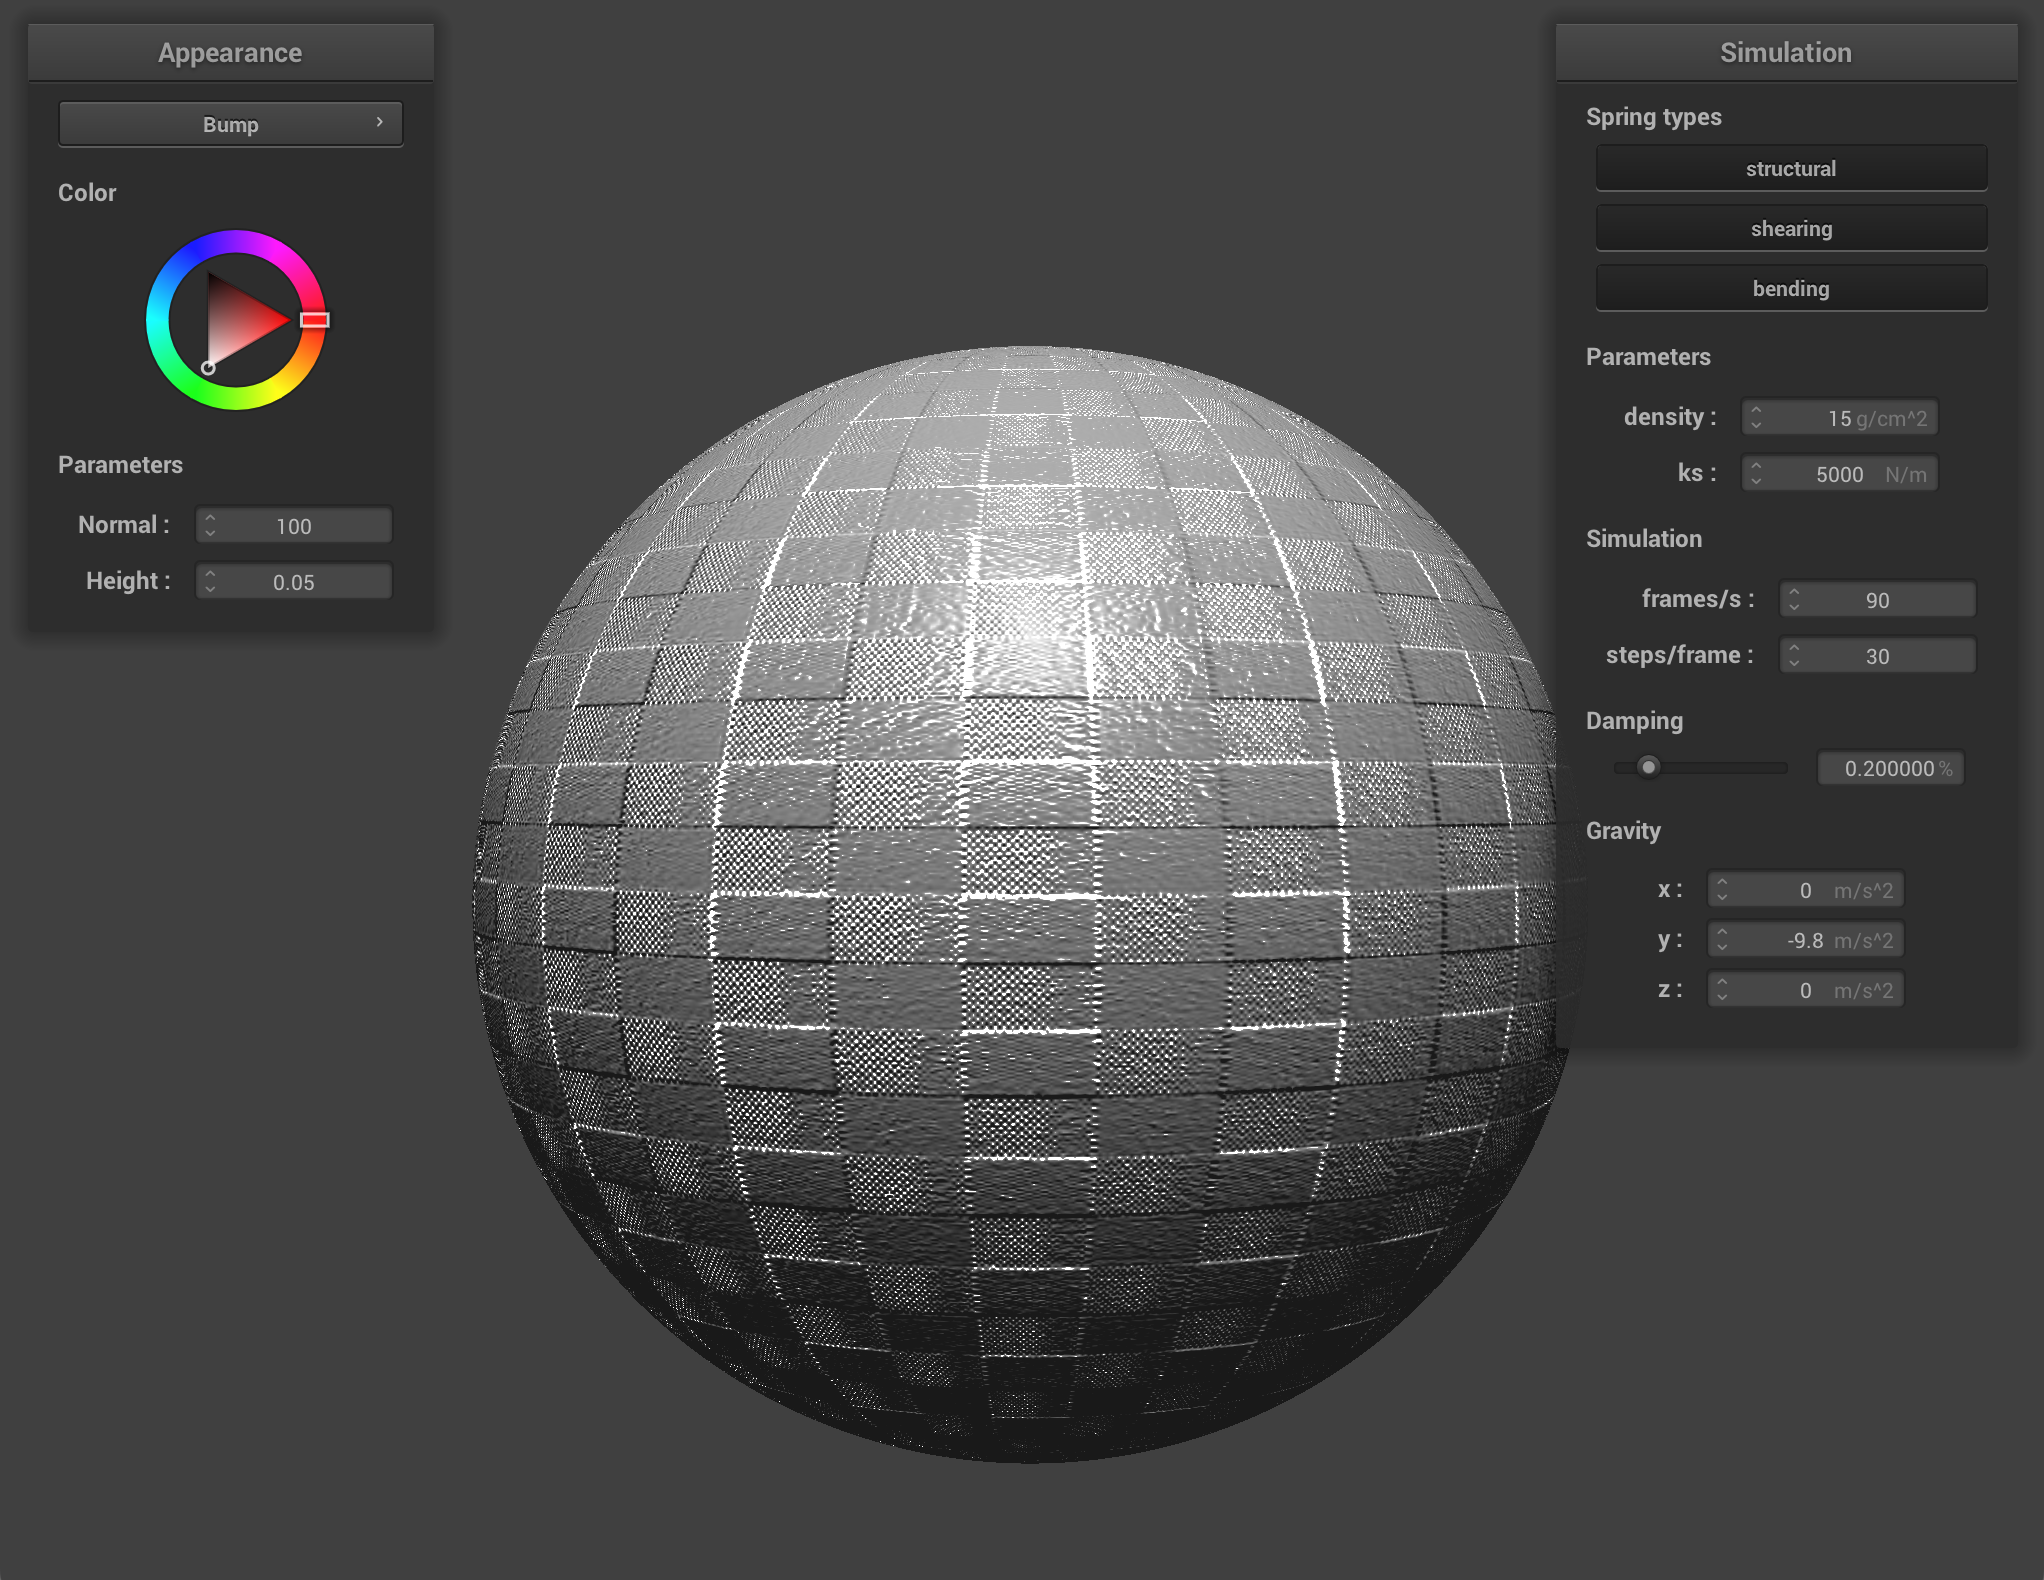 Appearance
Bump
Color
Parameters
Normal : 100
Height : 0.05
Simulation
Spring types
structural
shearing
bending
Parameters
density : 15 g/cm^2
ks : 5000 N/m
Simulation
frames/s : 90
steps/frame : 30
Damping
0.200000 %
Gravity
x : 0 m/s^2
y : -9.8 m/s^2
z : 0 m/s^2